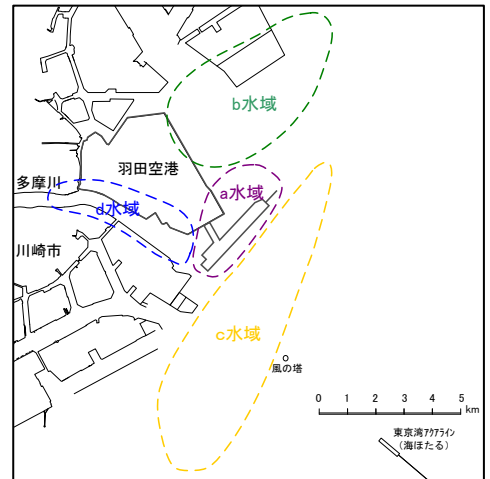 b水域
羽田空港
多摩川
a水域
d水域
川崎市
c水域
風の塔
0 1 2 3 4 5
km
東京湾ｱｸｱﾗｲﾝ
（海ほたる）